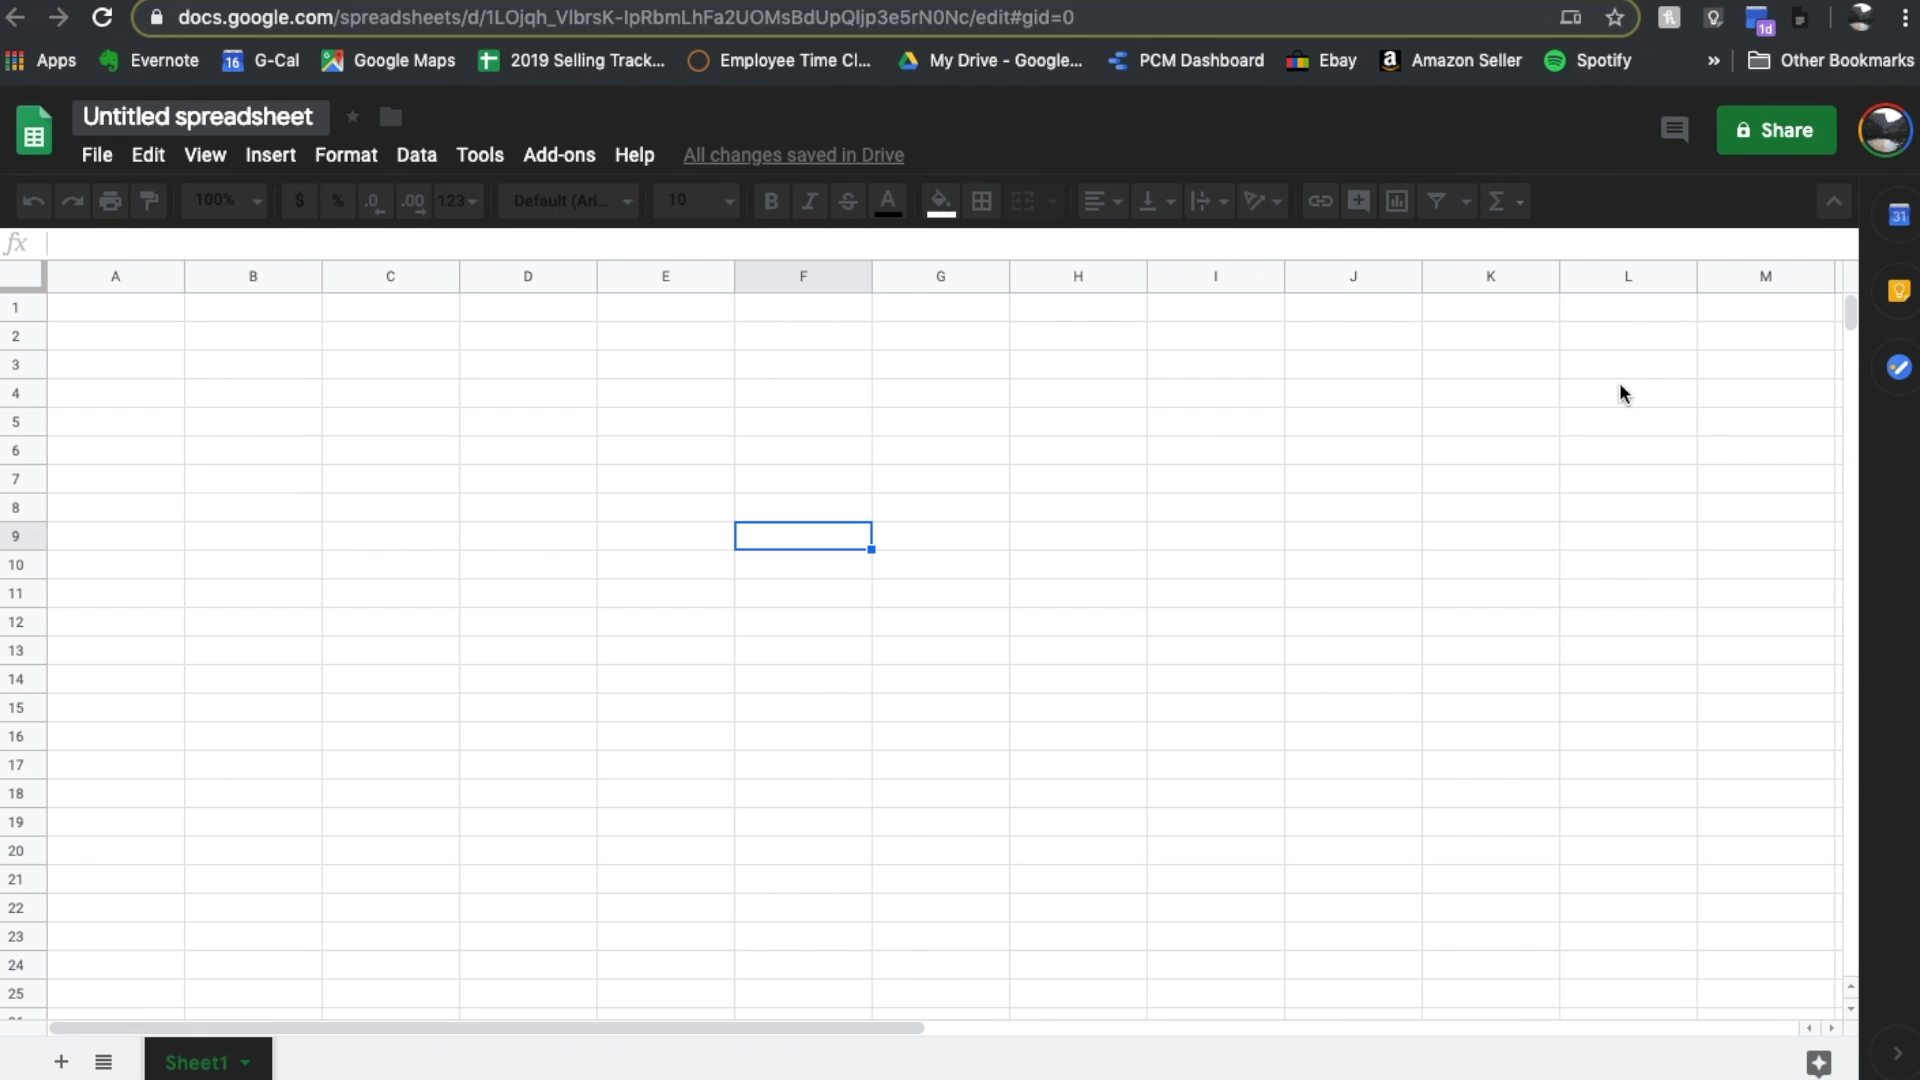 docs.google.com/spreadsheets/d/1LOjqh_VlbrsK-IpRbmLhFa2UOMsBdUpQljp3e5rN0Nc/edit#gid=0
1d
Apps Evernote 16 G-Cal Google Maps 2019 Selling Track... Employee Time Cl... My Drive - Google... PCM Dashboard Ebay Amazon Seller Spotify » Other Bookmarks
Untitled spreadsheet
Share
File Edit View Insert Format Data Tools Add-ons Help All changes saved in Drive
100% $ % .0 .00 123 Default (Ari... 10 B I S A Σ
31
fx
A B C D E F G H I J K L M
1
2
3
4
5
6
7
8
9
10
11
12
13
14
15
16
17
18
19
20
21
22
23
24
25
+ Sheet1